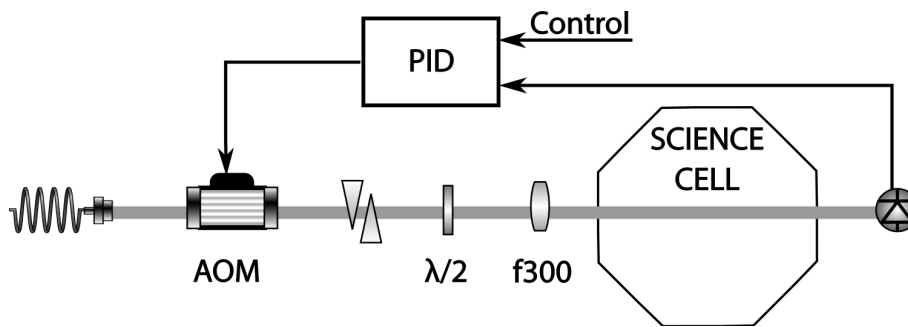 Control
PID
SCIENCE
CELL
AOM
λ/2
f300